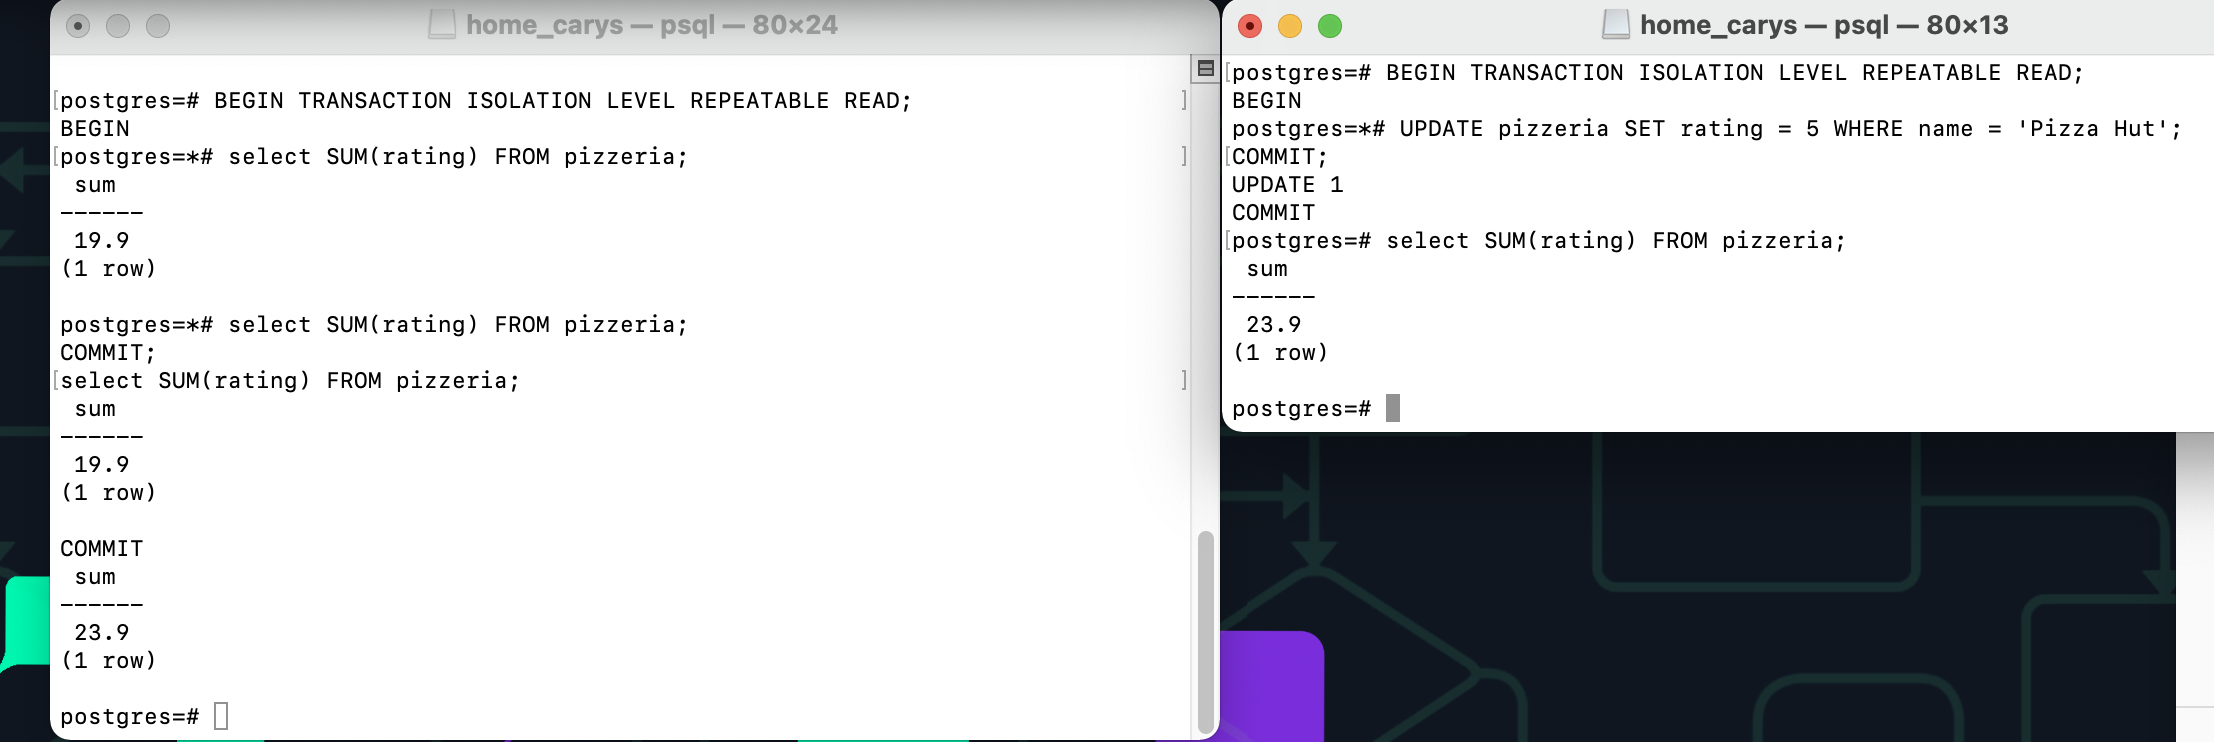 home_carys — psql — 80×24
postgres=# BEGIN TRANSACTION ISOLATION LEVEL REPEATABLE READ;
BEGIN
postgres=*# select SUM(rating) FROM pizzeria;
sum
------
19.9
(1 row)
postgres=*# select SUM(rating) FROM pizzeria;
COMMIT;
select SUM(rating) FROM pizzeria;
sum
------
19.9
(1 row)
COMMIT
sum
------
23.9
(1 row)
postgres=#
home_carys — psql — 80×13
postgres=# BEGIN TRANSACTION ISOLATION LEVEL REPEATABLE READ;
BEGIN
postgres=*# UPDATE pizzeria SET rating = 5 WHERE name = 'Pizza Hut';
COMMIT;
UPDATE 1
COMMIT
postgres=# select SUM(rating) FROM pizzeria;
sum
------
23.9
(1 row)
postgres=#